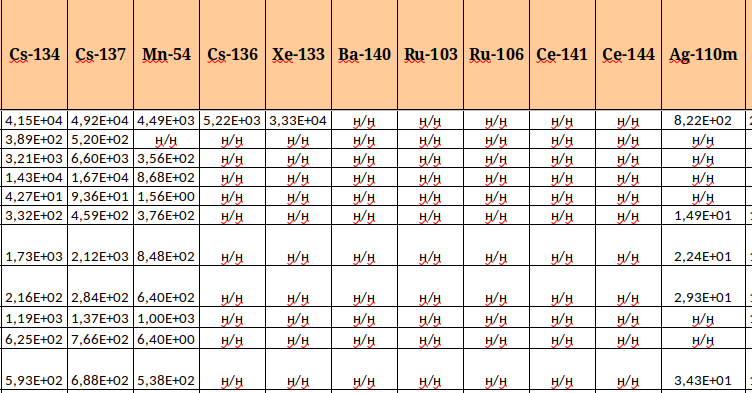 Cs-134 Cs-137 Mn-54 Cs-136 Xe-133 Ba-140 Ru-103 Ru-106 Ce-141 Ce-144 Ag-110m
4,15E+04 4,92E+04 4,49E+03 5,22E+03 3,33E+04 н/н н/н н/н н/н н/н 8,22E+02
3,89E+02 5,20E+02 н/н н/н н/н н/н н/н н/н н/н н/н н/н
3,21E+03 6,60E+03 3,56E+02 н/н н/н н/н н/н н/н н/н н/н н/н
1,43E+04 1,67E+04 8,68E+02 н/н н/н н/н н/н н/н н/н н/н н/н
4,27E+01 9,36E+01 1,56E+00 н/н н/н н/н н/н н/н н/н н/н н/н
3,32E+02 4,59E+02 3,76E+02 н/н н/н н/н н/н н/н н/н н/н 1,49E+01
1,73E+03 2,12E+03 8,48E+02 н/н н/н н/н н/н н/н н/н н/н 2,24E+01
2,16E+02 2,84E+02 6,40E+02 н/н н/н н/н н/н н/н н/н н/н 2,93E+01
1,19E+03 1,37E+03 1,00E+03 н/н н/н н/н н/н н/н н/н н/н н/н
6,25E+02 7,66E+02 6,40E+00 н/н н/н н/н н/н н/н н/н н/н н/н
5,93E+02 6,88E+02 5,38E+02 н/н н/н н/н н/н н/н н/н н/н 3,43E+01